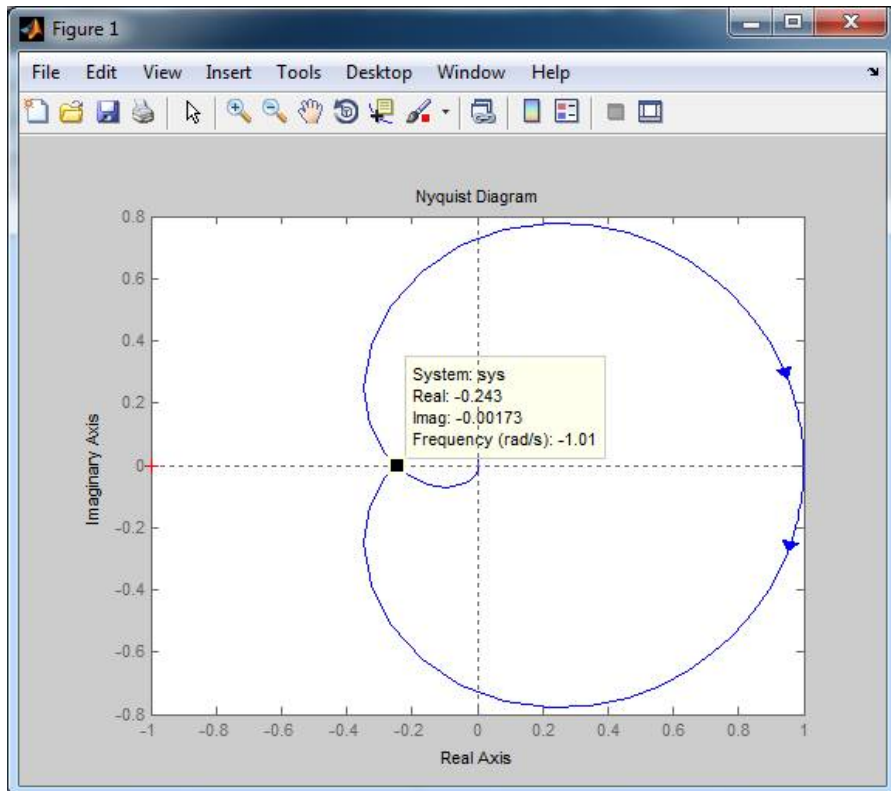 Figure 1
File Edit View Insert Tools Desktop Window Help
Nyquist Diagram
0.8
0.6
0.4
0.2
0
-0.2
-0.4
-0.6
-0.8
Imaginary Axis
System: sys
Real: -0.243
Imag: -0.00173
Frequency (rad/s): -1.01
-1 -0.8 -0.6 -0.4 -0.2 0 0.2 0.4 0.6 0.8 1
Real Axis